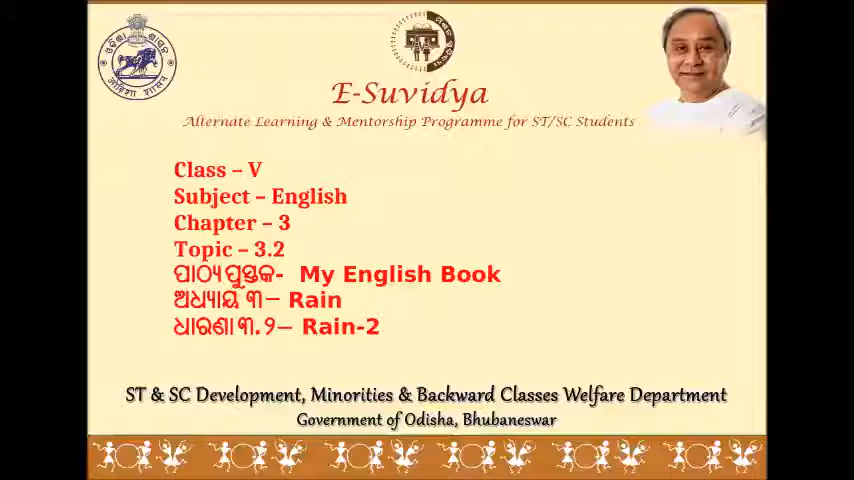 E-Suvidya
Alternate Learning & Mentorship Programme for ST/SC Students
Class – V
Subject – English
Chapter – 3
Topic – 3.2
ପାଠ୍ୟପୁସ୍ତକ- My English Book
ଅଧ୍ୟାୟ ୩– Rain
ଧାରଣା ୩.୨– Rain-2
ST & SC Development, Minorities & Backward Classes Welfare Department
Government of Odisha, Bhubaneswar